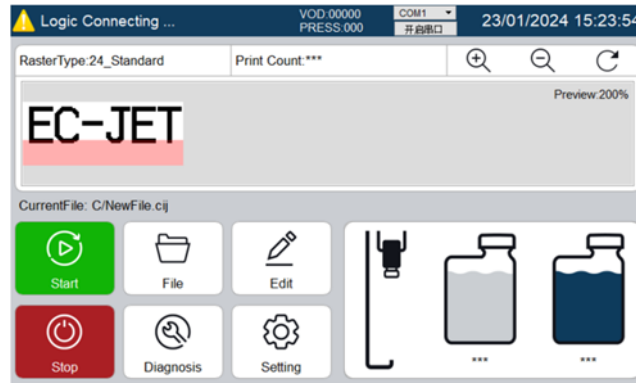 Logic Connecting ...
VOD:00000
PRESS:000
COM1
开启串口
23/01/2024 15:23:54
RasterType:24_Standard
Print Count:***
Preview:200%
EC-JET
CurrentFile: C/NewFile.cij
Start
File
Edit
Stop
Diagnosis
Setting
***
***